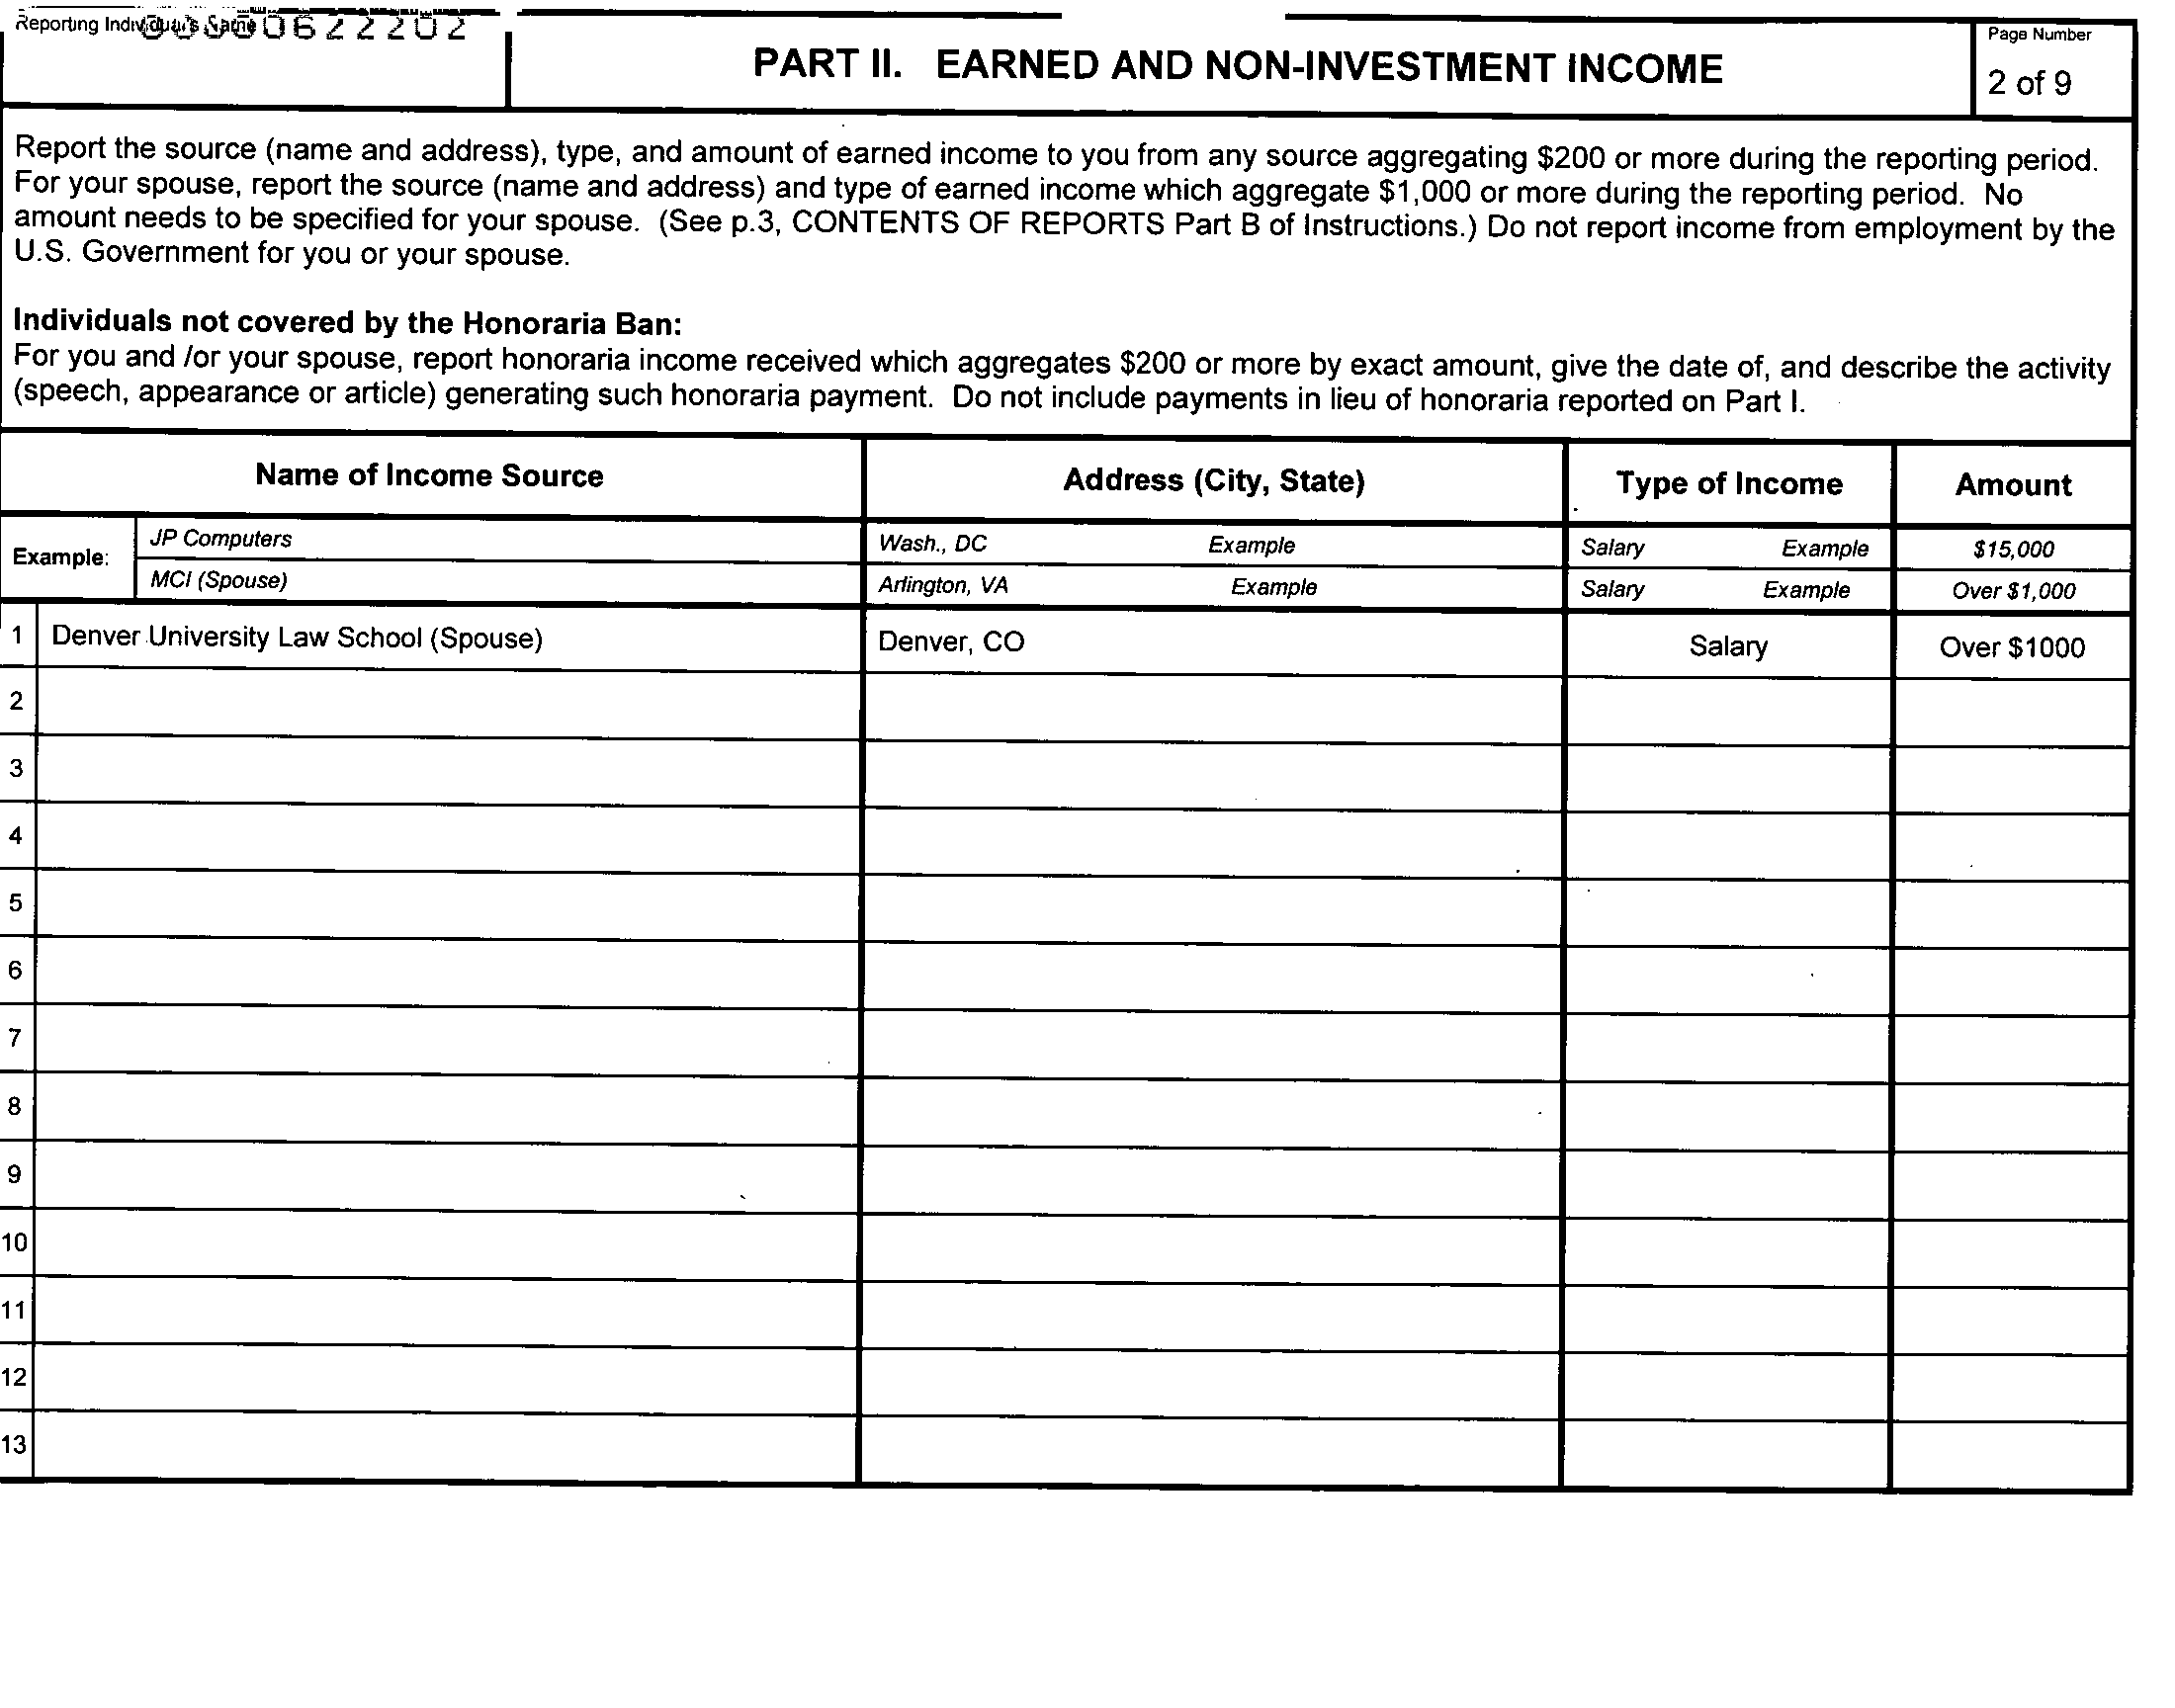 Reporting Individual's Name
PART II. EARNED AND NON-INVESTMENT INCOME
Page Number
2 of 9
Report the source (name and address), type, and amount of earned income to you from any source aggregating $200 or more during the reporting period.
For your spouse, report the source (name and address) and type of earned income which aggregate $1,000 or more during the reporting period. No
amount needs to be specified for your spouse. (See p.3, CONTENTS OF REPORTS Part B of Instructions.) Do not report income from employment by the
U.S. Government for you or your spouse.
Individuals not covered by the Honoraria Ban:
For you and /or your spouse, report honoraria income received which aggregates $200 or more by exact amount, give the date of, and describe the activity
(speech, appearance or article) generating such honoraria payment. Do not include payments in lieu of honoraria reported on Part I.
Name of Income Source Address (City, State) Type of Income Amount
Example:
JP Computers Wash., DC Example Salary Example $15,000
MCI (Spouse) Arlington, VA Example Salary Example Over $1,000
1 Denver University Law School (Spouse) Denver, CO Salary Over $1000
2
3
4
5
6
7
8
9
10
11
12
13